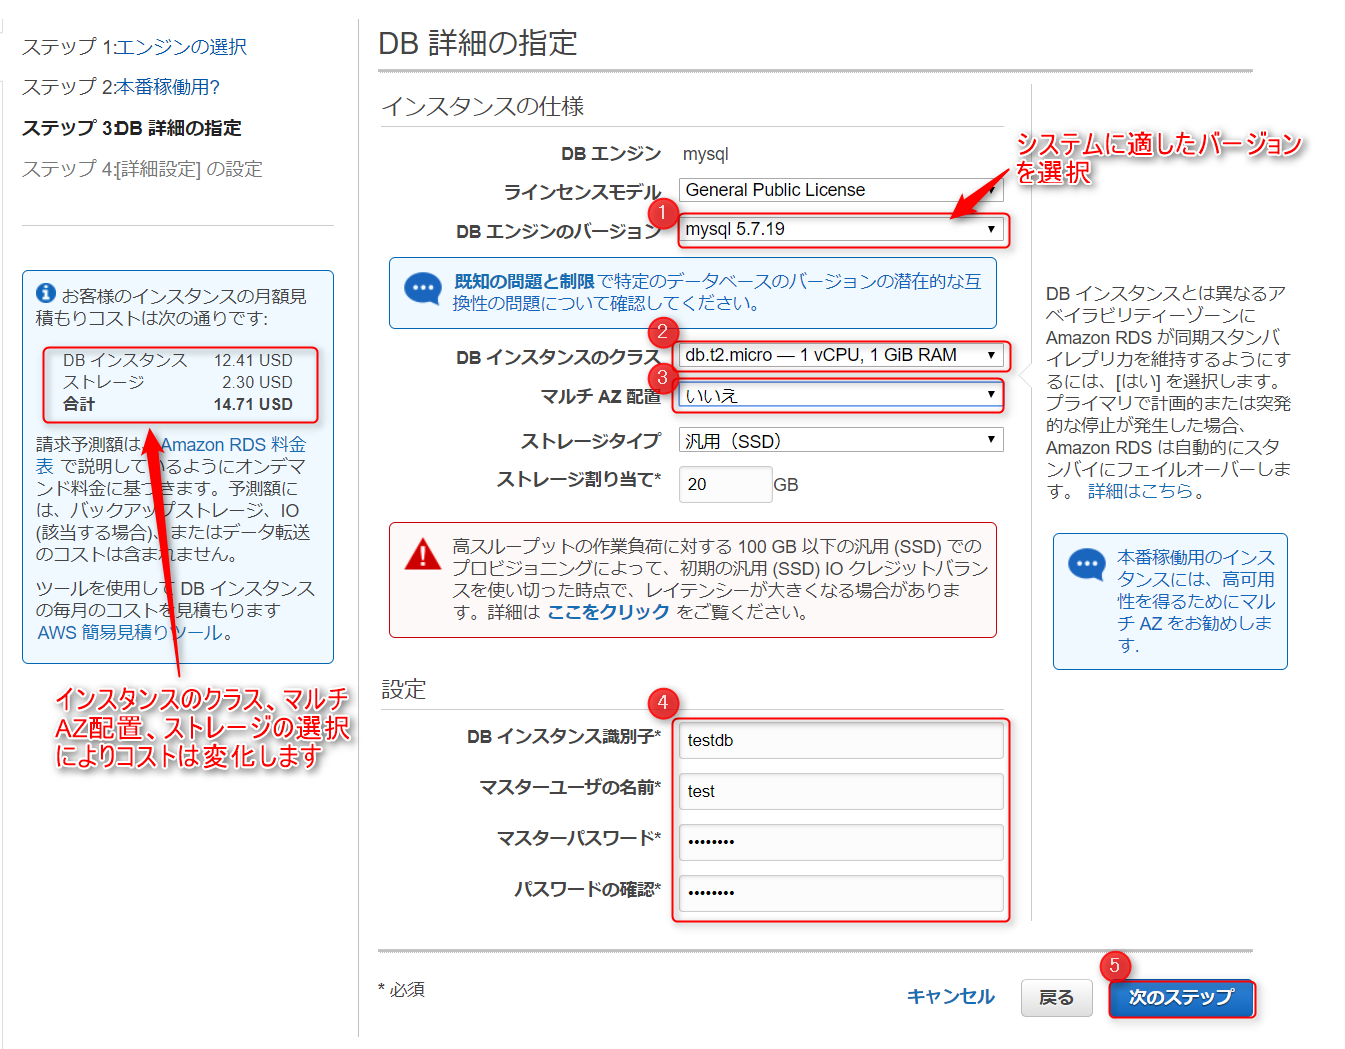 ステップ 1:エンジンの選択
ステップ 2:本番稼働用?
ステップ 3:DB 詳細の指定
ステップ 4:[詳細設定] の設定
お客様のインスタンスの月額見
積もりコストは次の通りです:
DB インスタンス 12.41 USD
ストレージ 2.30 USD
合計 14.71 USD
請求予測額は、Amazon RDS 料金
表 で説明しているようにオンデマ
ンド料金に基づきます。予測額に
は、バックアップストレージ、IO
(該当する場合)、またはデータ転送
のコストは含まれません。
ツールを使用して DB インスタンス
の毎月のコストを見積もります
AWS 簡易見積りツール。
インスタンスのクラス、マルチ
AZ配置、ストレージの選択
によりコストは変化します
DB 詳細の指定
インスタンスの仕様
DB エンジン mysql
ラインセンスモデル General Public License
1
DB エンジンのバージョン mysql 5.7.19
システムに適したバージョン
を選択
既知の問題と制限 で特定のデータベースのバージョンの潜在的な互
換性の問題について確認してください。
2
DB インスタンスのクラス db.t2.micro — 1 vCPU, 1 GiB RAM
3
マルチ AZ 配置 いいえ
ストレージタイプ 汎用（SSD）
ストレージ割り当て* 20 GB
高スループットの作業負荷に対する 100 GB 以下の汎用 (SSD) での
プロビジョニングによって、初期の汎用 (SSD) IO クレジットバラン
スを使い切った時点で、レイテンシーが大きくなる場合がありま
す。詳細は ここをクリック をご覧ください。
設定
4
DB インスタンス識別子* testdb
マスターユーザの名前* test
マスターパスワード* ••••••••
パスワードの確認* ••••••••
DB インスタンスとは異なるア
ベイラビリティーゾーンに
Amazon RDS が同期スタンバ
イレプリカを維持するようにす
るには、[はい] を選択します。
プライマリで計画的または突発
的な停止が発生した場合、
Amazon RDS は自動的にスタ
ンバイにフェイルオーバーしま
す。 詳細はこちら。
本番稼働用のインス
タンスには、高可用
性を得るためにマル
チ AZ をお勧めしま
す.
* 必須
キャンセル
戻る
5
次のステップ